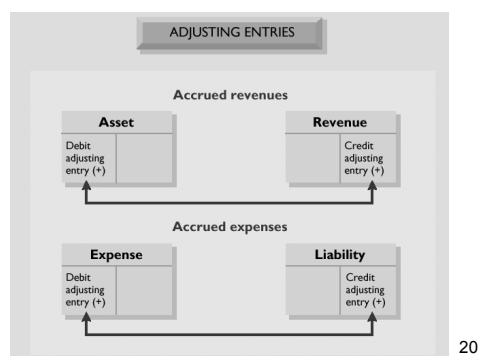 ADJUSTING ENTRIES
Accrued revenues
Asset
Debit
adjusting
entry (+)
Revenue
Credit
adjusting
entry (+)
Accrued expenses
Expense
Debit
adjusting
entry (+)
Liability
Credit
adjusting
entry (+)
20